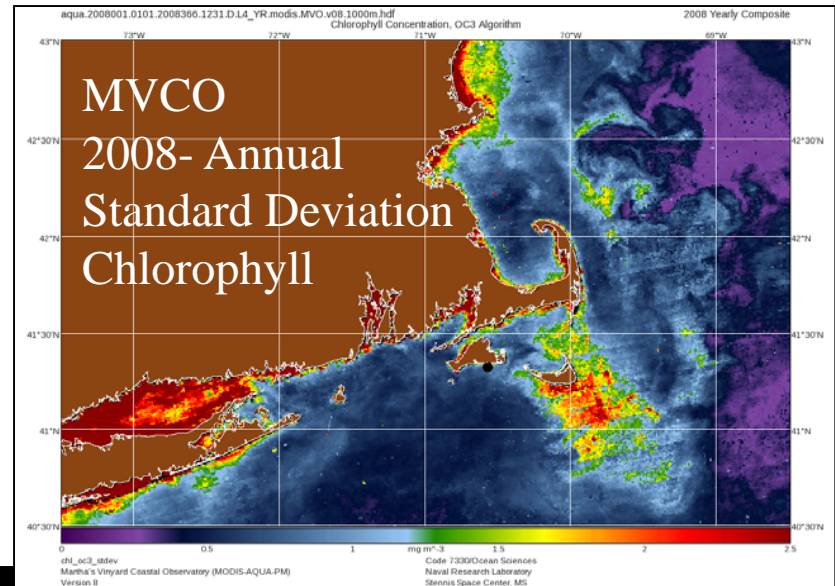 aqua.2008001.0101.2008366.1231.D.L4_YR.modis.MVO.v08.1000m.hdf 2008 Yearly Composite
Chlorophyll Concentration, OC3 Algorithm
73°W 72°W 71°W 70°W 69°W
43°N 43°N
MVCO
42°30'N 42°30'N
2008- Annual
Standard Deviation
42°N 42°N
Chlorophyll
41°30'N 41°30'N
41°N 41°N
40°30'N 40°30'N
0 0.5 1 mg m^-3 1.5 2 2.5
chl_oc3_stdev Code 7330/Ocean Sciences
Martha's Vinyard Coastal Observatory (MODIS-AQUA-PM) Naval Research Laboratory
Version 8 Stennis Space Center, MS